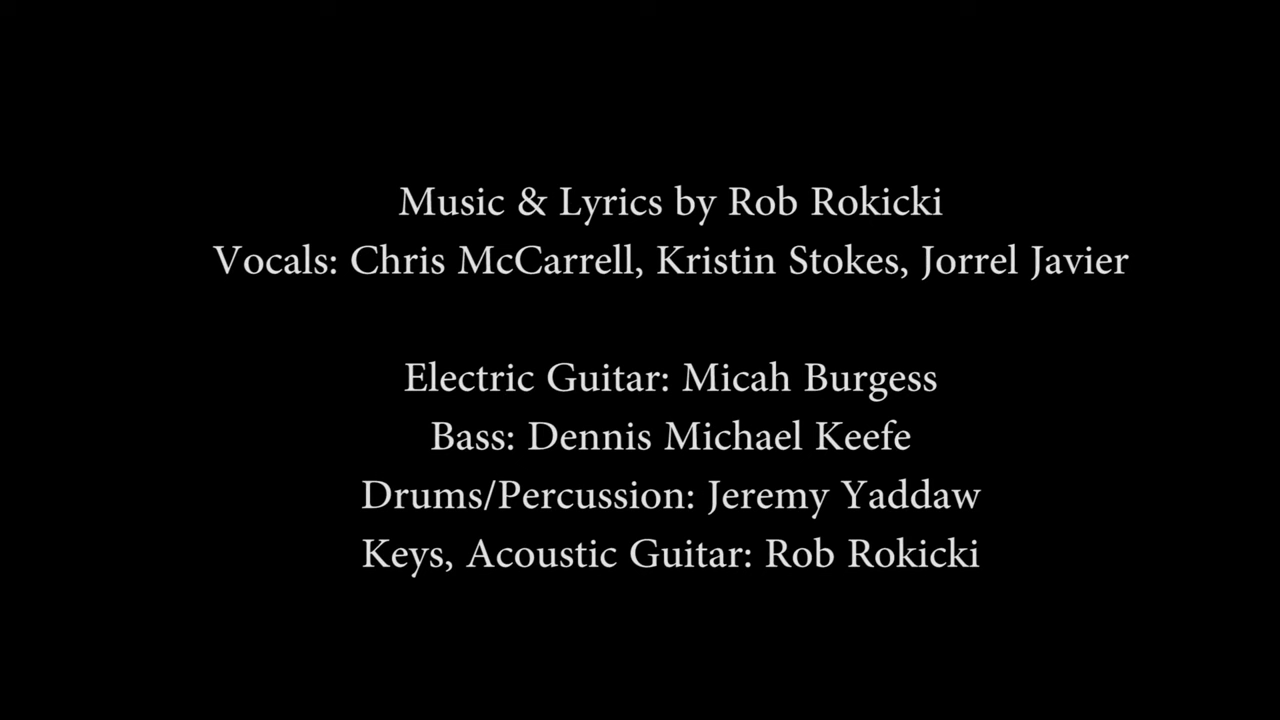 Music & Lyrics by Rob Rokicki
Vocals: Chris McCarrell, Kristin Stokes, Jorrel Javier
Electric Guitar: Micah Burgess
Bass: Dennis Michael Keefe
Drums/Percussion: Jeremy Yaddaw
Keys, Acoustic Guitar: Rob Rokicki